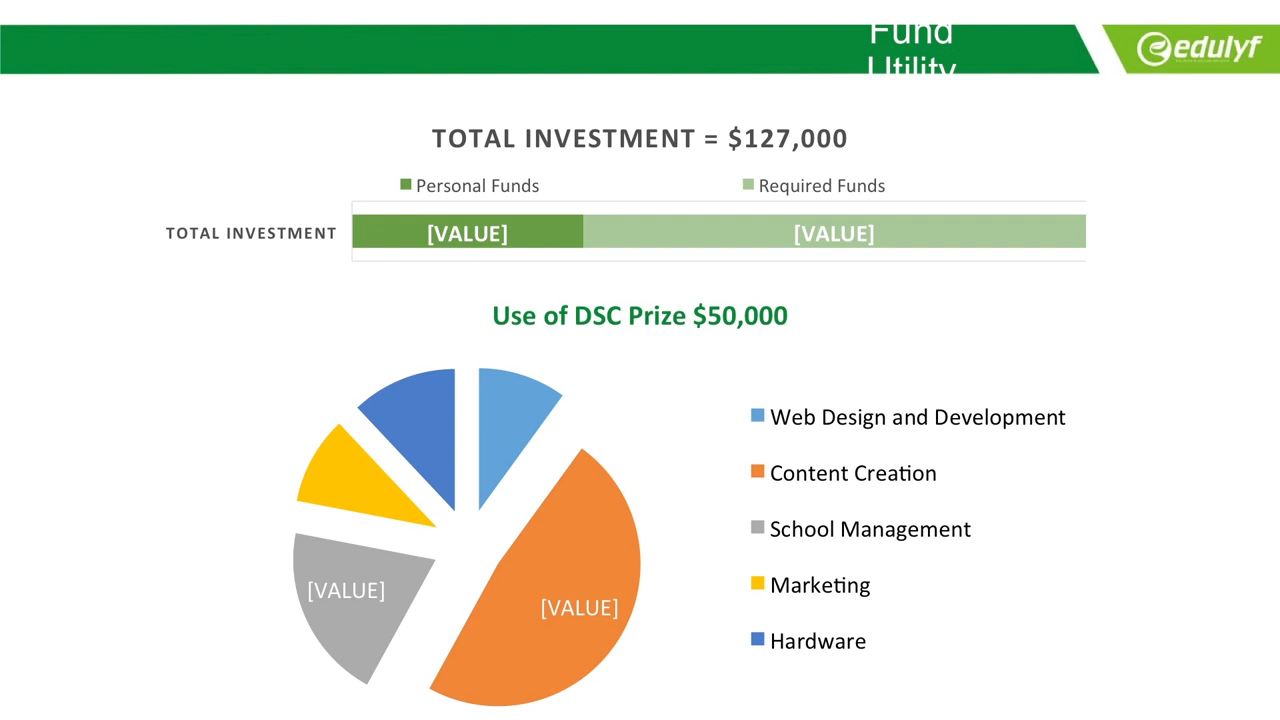 Fund
Utility
edulyf
TOTAL INVESTMENT = $127,000
Personal Funds
Required Funds
TOTAL INVESTMENT
[VALUE]
[VALUE]
Use of DSC Prize $50,000
[VALUE]
[VALUE]
Web Design and Development
Content Creation
School Management
Marketing
Hardware